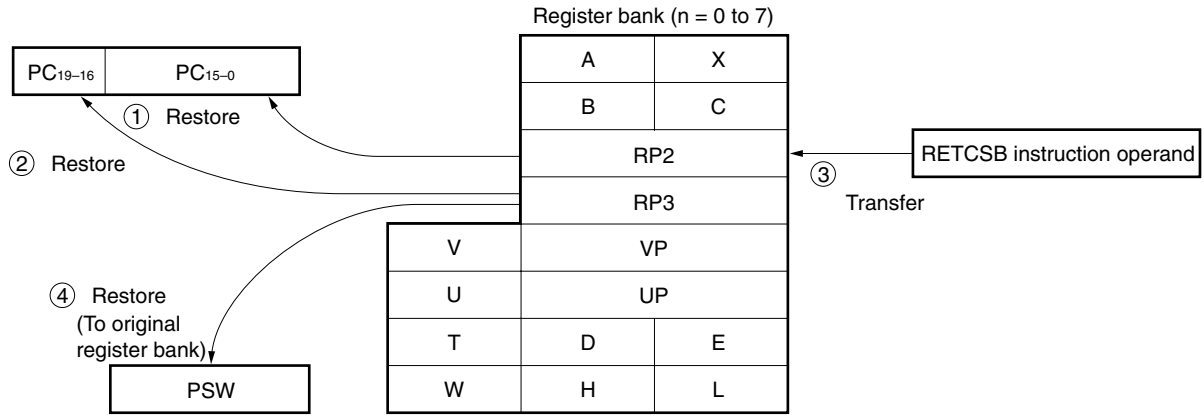 Register bank (n = 0 to 7)
PC19–16 PC15–0
A X
B C
① Restore
② Restore
RP2
RETCSB instruction operand
③
Transfer
RP3
V VP
U UP
④ Restore
(To original
register bank)
T D E
PSW
W H L